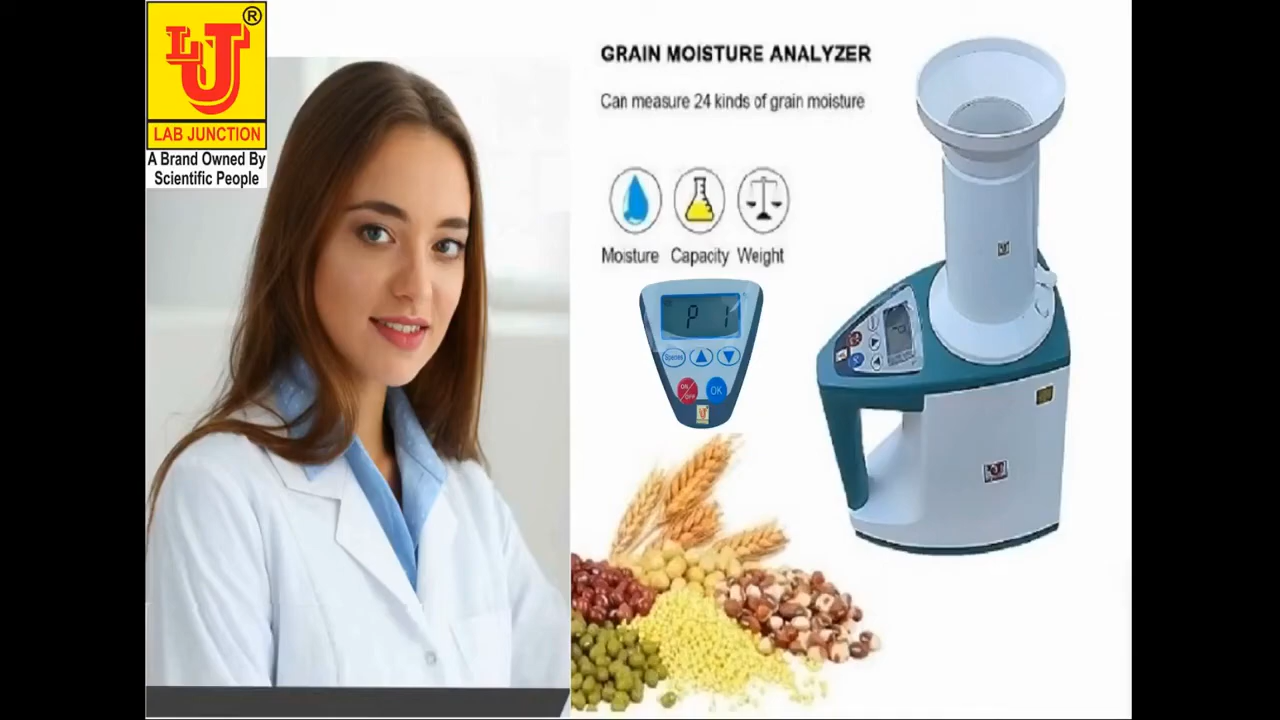 ®
LJ
LAB JUNCTION
A Brand Owned By
Scientific People
GRAIN MOISTURE ANALYZER
Can measure 24 kinds of grain moisture
Moisture Capacity Weight
P 1
Species
ON/OFF OK